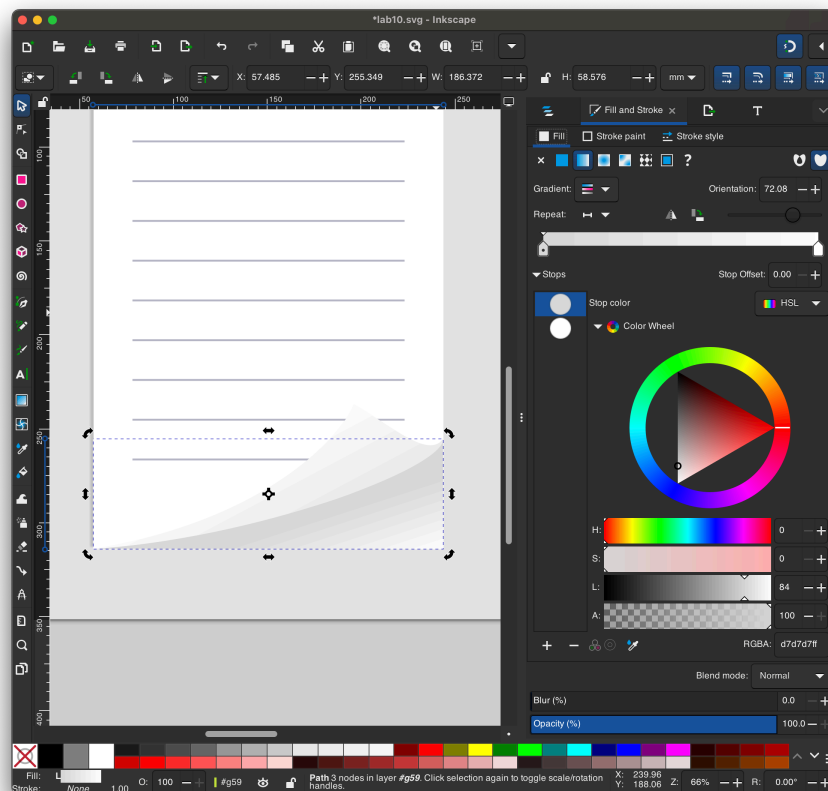 *lab10.svg - Inkscape
X: 57.485 Y: 255.349 W: 186.372 H: 58.576 mm
50 100 150 200 250
Fill and Stroke
Fill Stroke paint Stroke style
?
Gradient: Orientation: 72.08
Repeat:
Stops Stop Offset: 0.00
Stop color HSL
Color Wheel
100
150
200
250
300
350
400
H: 0
S: 0
L: 84
A: 100
RGBA: d7d7d7ff
Blend mode: Normal
Blur (%) 0.0
Opacity (%) 100.0
Fill: L
Stroke: None 1.00
O: 100 #g59
Path 3 nodes in layer #g59. Click selection again to toggle scale/rotation
handles.
X: 239.96
Y: 188.06
Z: 66% R: 0.00°